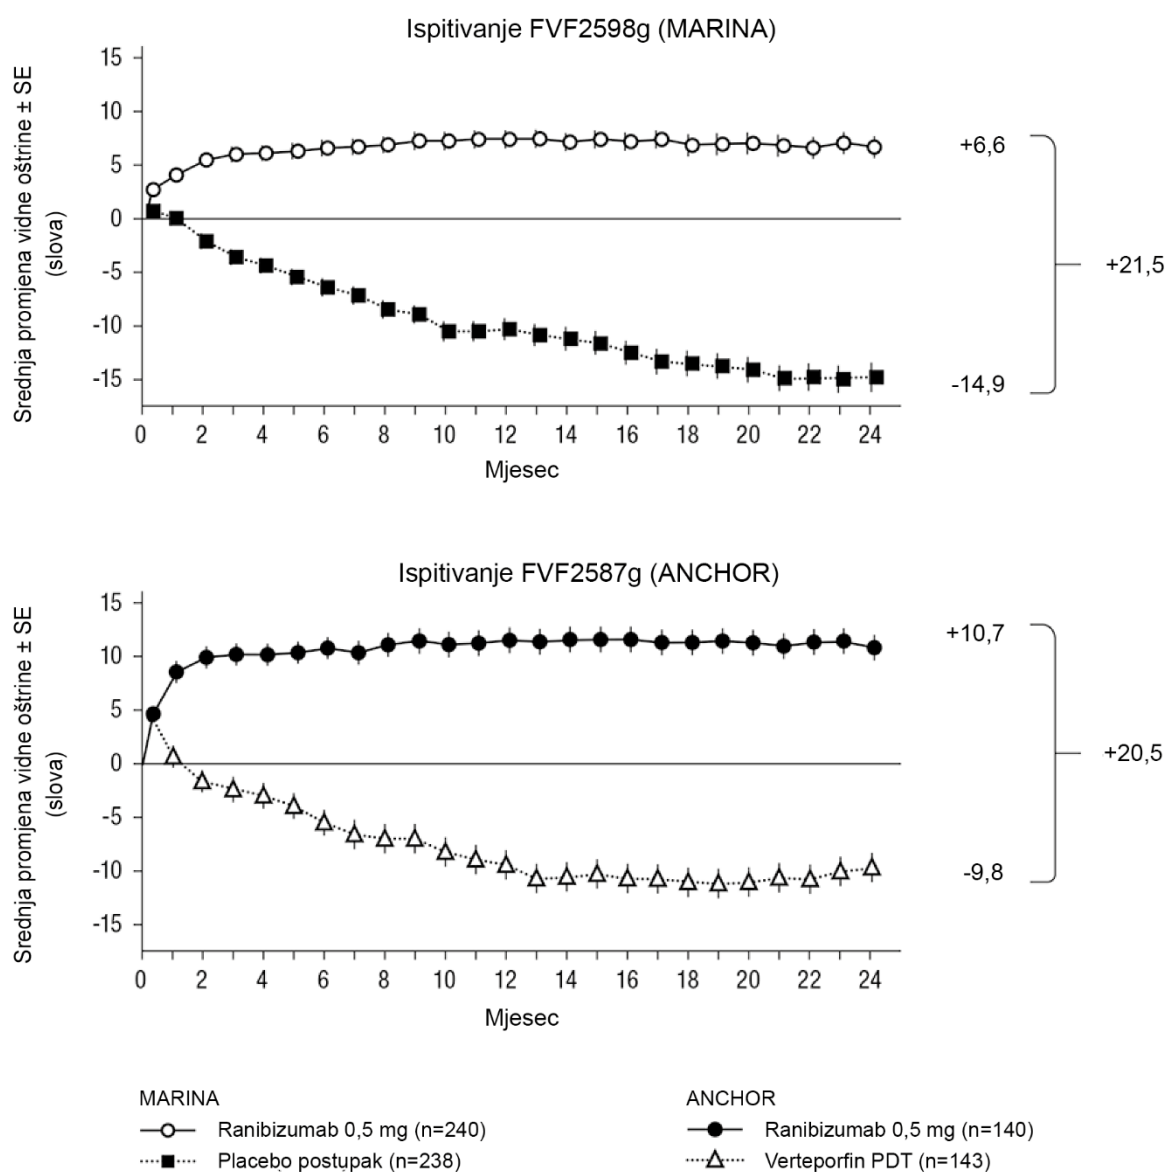 Ispitivanje FVF2598g (MARINA)
Srednja promjena vidne oštrine ± SE
(slova)
15
10
5
0
-5
-10
-15
0 2 4 6 8 10 12 14 16 18 20 22 24
Mjesec
+6,6
+21,5
-14,9
Ispitivanje FVF2587g (ANCHOR)
Srednja promjena vidne oštrine ± SE
(slova)
15
10
5
0
-5
-10
-15
0 2 4 6 8 10 12 14 16 18 20 22 24
Mjesec
+10,7
+20,5
-9,8
MARINA
Ranibizumab 0,5 mg (n=240)
Placebo postupak (n=238)
ANCHOR
Ranibizumab 0,5 mg (n=140)
Verteporfin PDT (n=143)